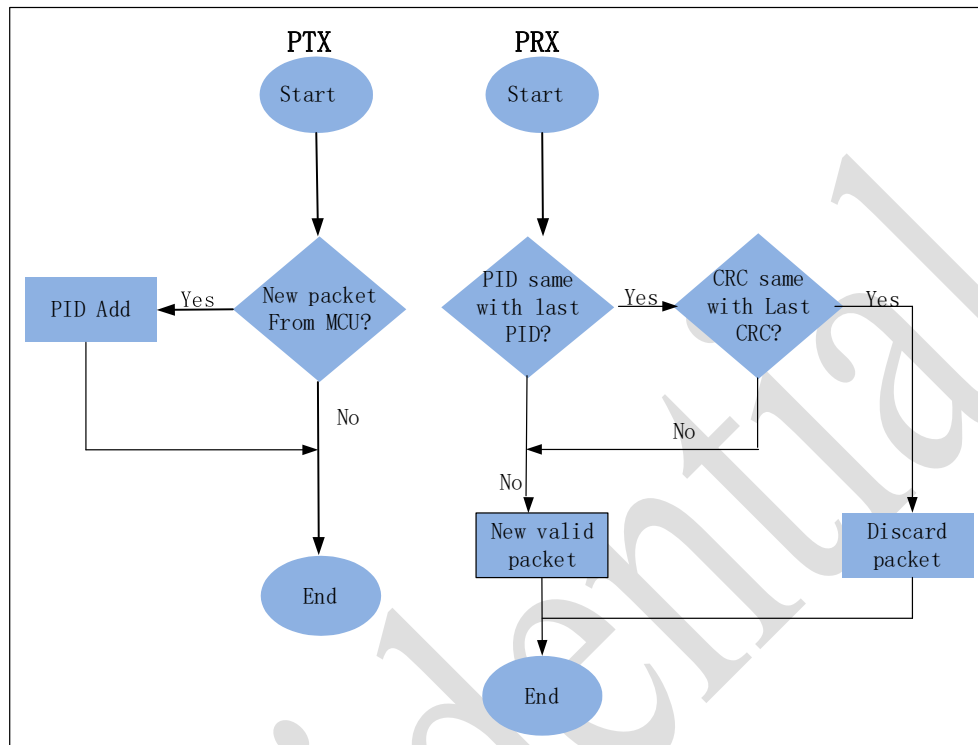 PTX
PRX
Start
Start
New packet
From MCU?
Yes
PID Add
No
End
PID same
with last
PID?
Yes
CRC same
with Last
CRC?
Yes
No
No
New valid
packet
Discard
packet
End
idential